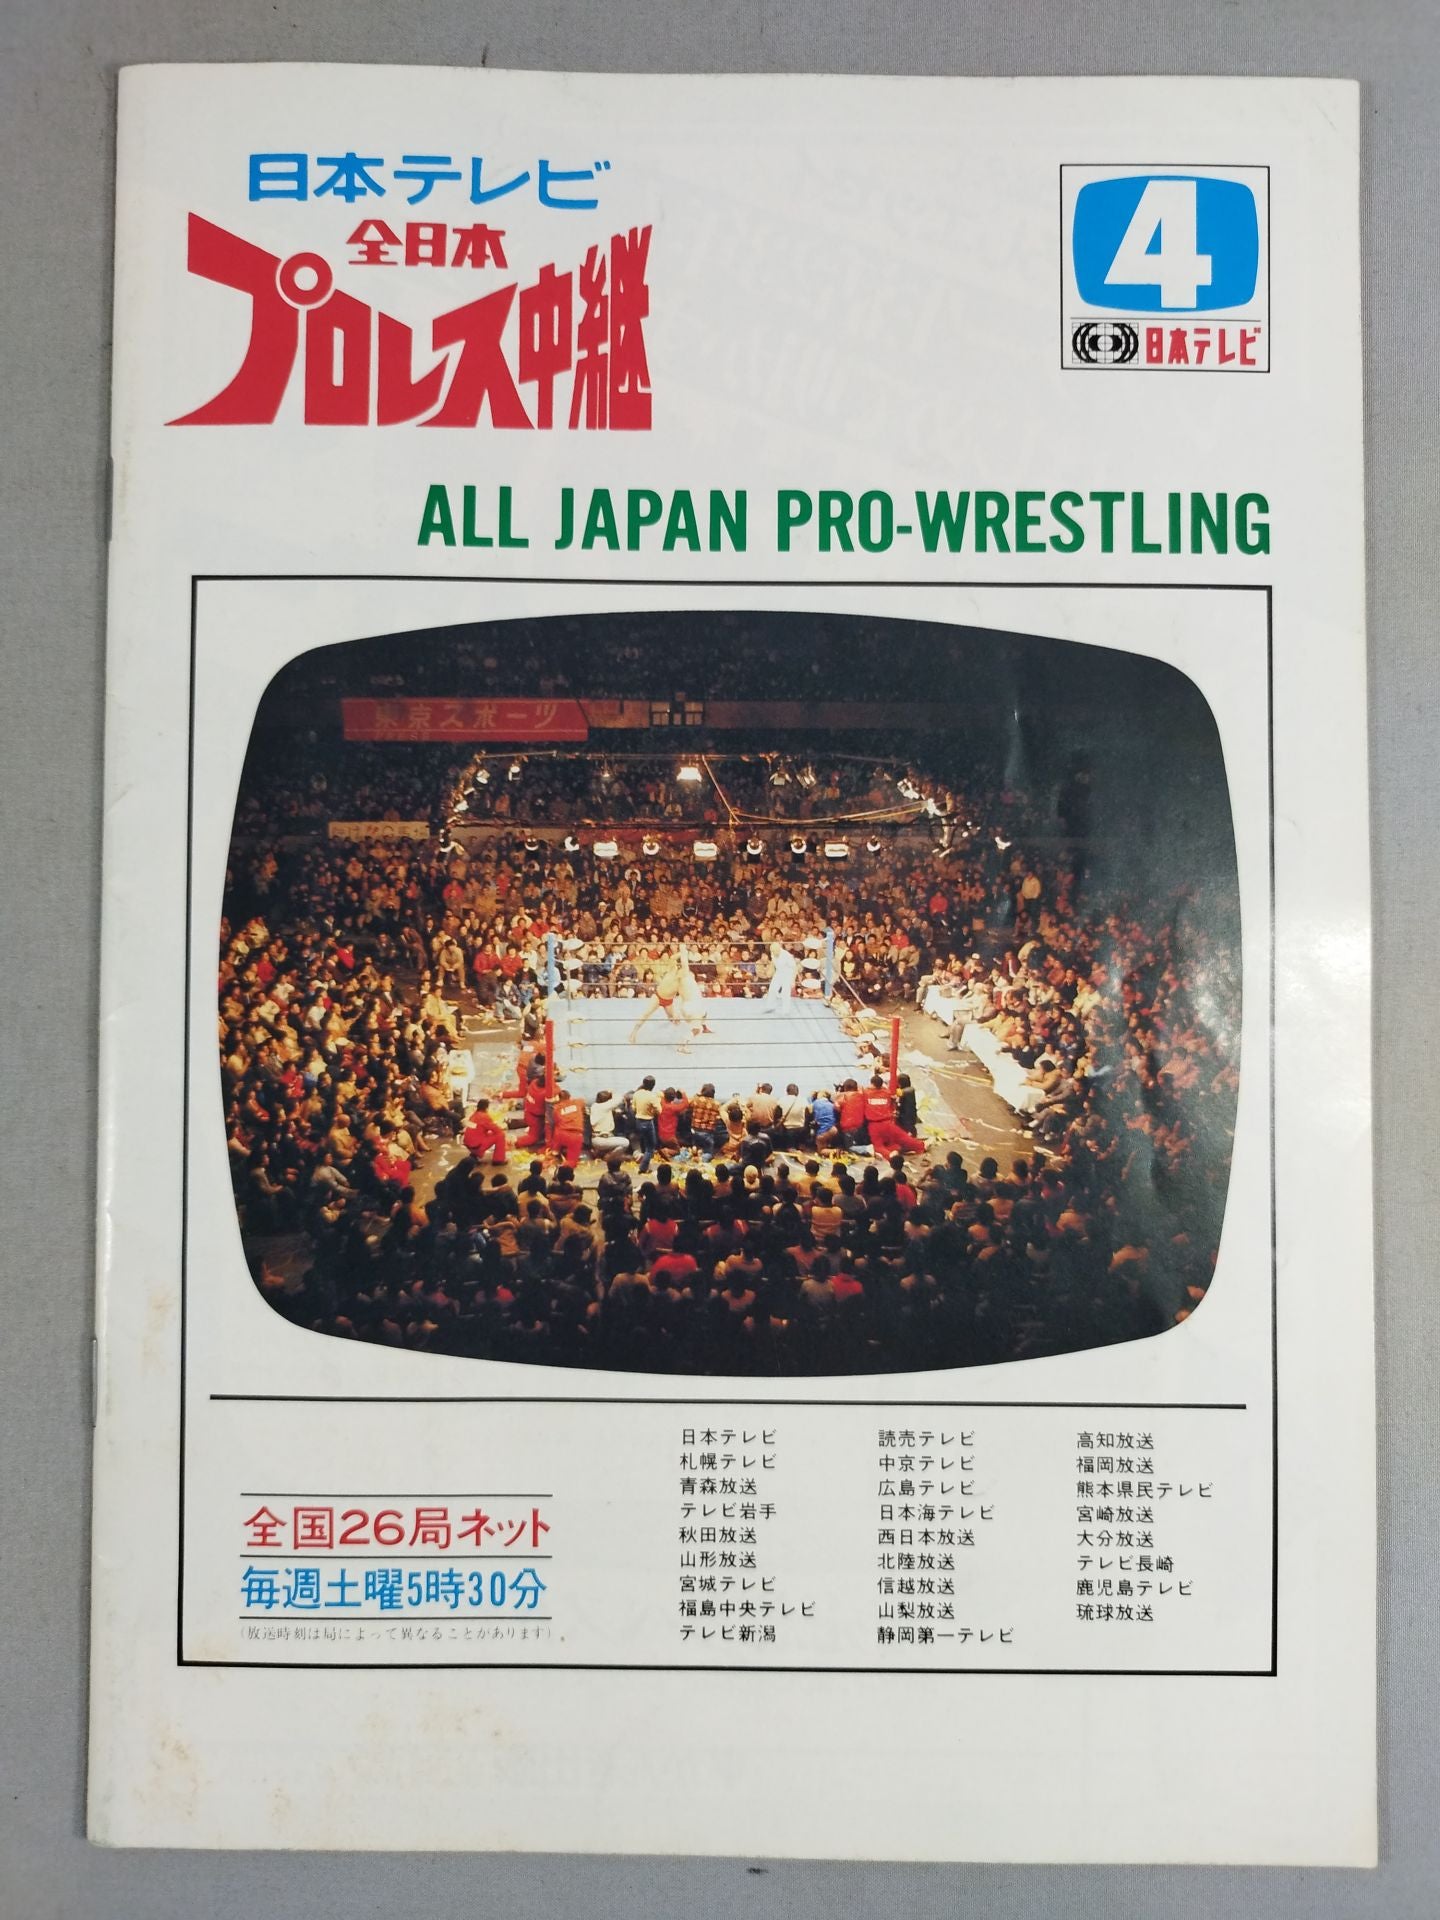 日本テレビ
全日本
プロレス中継
4
日本テレビ
ALL JAPAN PRO-WRESTLING
東京スポーツ
全国26局ネット
毎週土曜5時30分
(放送時刻は局によって異なることがあります)
日本テレビ
札幌テレビ
青森放送
テレビ岩手
秋田放送
山形放送
宮城テレビ
福島中央テレビ
テレビ新潟
読売テレビ
中京テレビ
広島テレビ
日本海テレビ
西日本放送
北陸放送
信越放送
山梨放送
静岡第一テレビ
高知放送
福岡放送
熊本県民テレビ
宮崎放送
大分放送
テレビ長崎
鹿児島テレビ
琉球放送